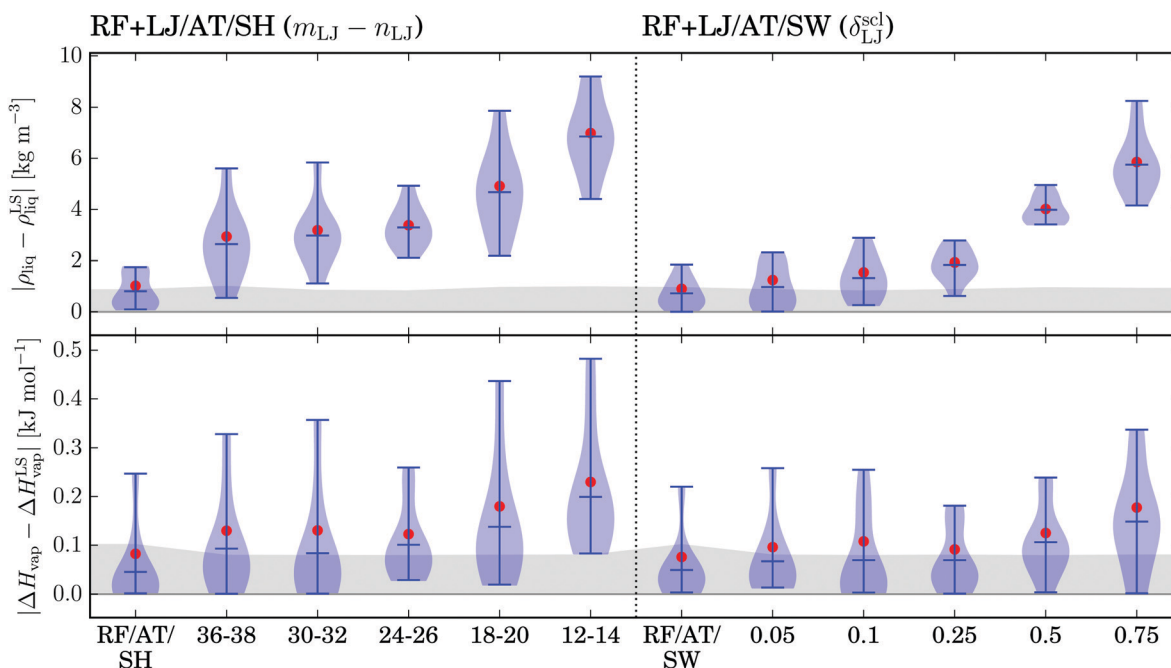 RF+LJ/AT/SH (m_LJ − n_LJ)
RF+LJ/AT/SW (δ_LJ^scl)
|ρ_liq − ρ_liq^LS| [kg m⁻³]
10
8
6
4
2
0
|ΔH_vap − ΔH_vap^LS| [kJ mol⁻¹]
0.5
0.4
0.3
0.2
0.1
0.0
RF/AT/ 36-38 30-32 24-26 18-20 12-14 RF/AT/ 0.05 0.1 0.25 0.5 0.75
SH SW